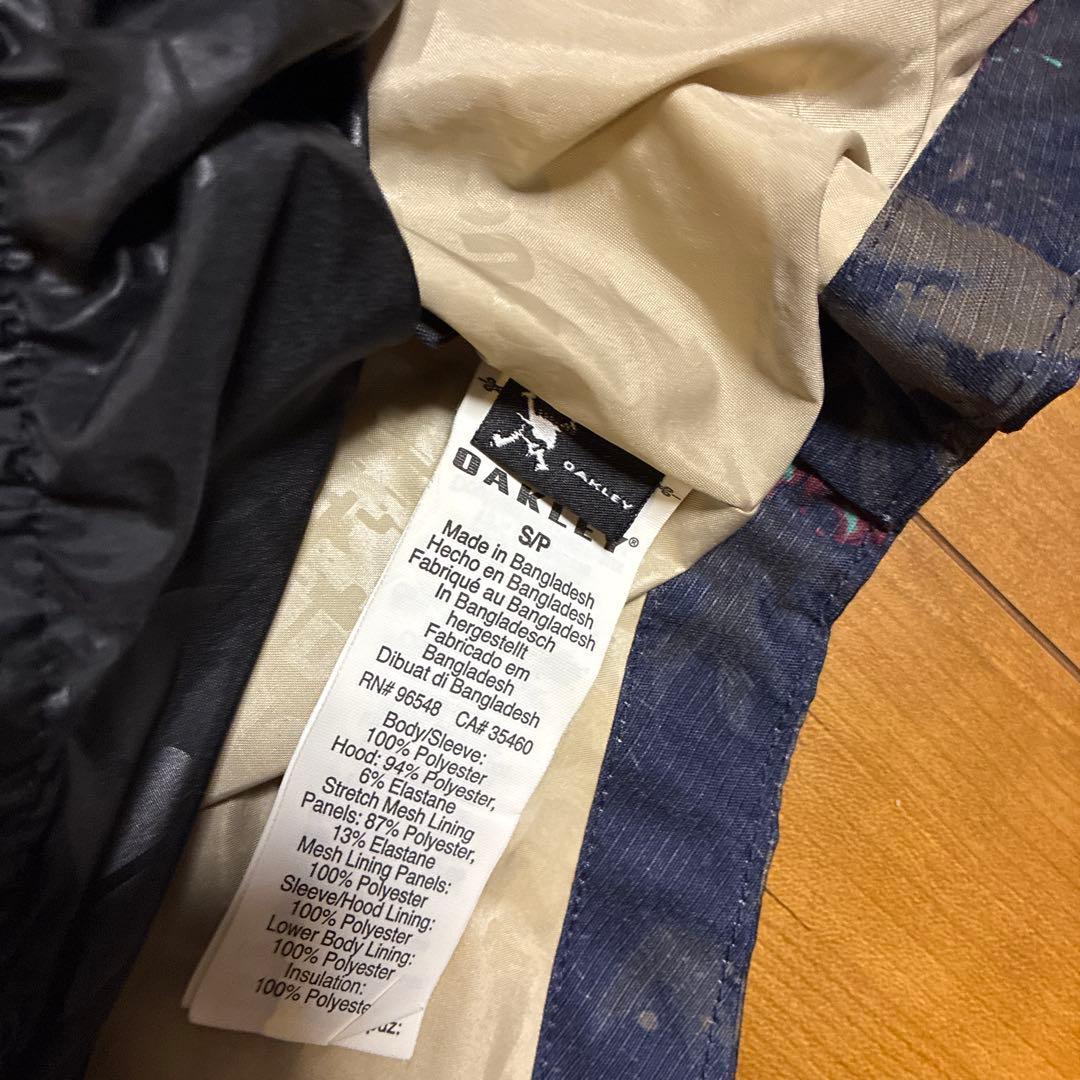 OAKLEY
OAKLEY®
S/P
Made in Bangladesh
Hecho en Bangladesh
Fabriqué au Bangladesh
In Bangladesch
hergestellt
Fabricado em
Bangladesh
Dibuat di Bangladesh
RN# 96548 CA# 35460
Body/Sleeve:
100% Polyester
Hood: 94% Polyester,
6% Elastane
Stretch Mesh Lining
Panels: 87% Polyester,
13% Elastane
Mesh Lining Panels:
100% Polyester
Sleeve/Hood Lining:
100% Polyester
Lower Body Lining:
100% Polyester
Insulation:
100% Polyeste